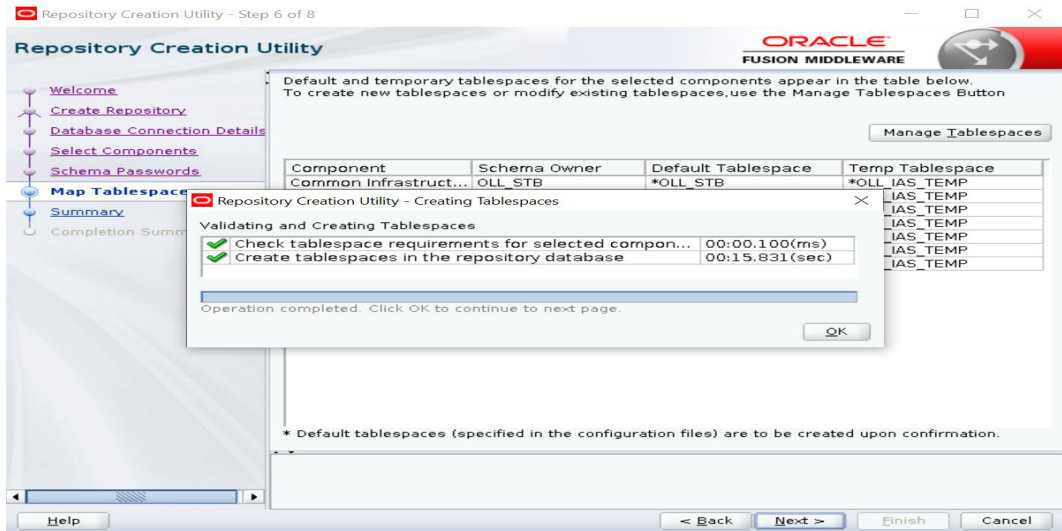 Repository Creation Utility - Step 6 of 8
Repository Creation Utility
ORACLE
FUSION MIDDLEWARE
Welcome
Create Repository
Database Connection Details
Select Components
Schema Passwords
Map Tablespace
Summary
Completion Summ
Default and temporary tablespaces for the selected components appear in the table below.
To create new tablespaces or modify existing tablespaces,use the Manage Tablespaces Button
Manage Tablespaces
Component Schema Owner Default Tablespace Temp Tablespace
Common Infrastruct... OLL_STB *OLL_STB *OLL_IAS_TEMP
_IAS_TEMP
_IAS_TEMP
_IAS_TEMP
_IAS_TEMP
_IAS_TEMP
_IAS_TEMP
Repository Creation Utility - Creating Tablespaces
Validating and Creating Tablespaces
Check tablespace requirements for selected compon... 00:00.100(ms)
Create tablespaces in the repository database 00:15.831(sec)
Operation completed. Click OK to continue to next page.
OK
* Default tablespaces (specified in the configuration files) are to be created upon confirmation.
Help
< Back Next > Finish Cancel